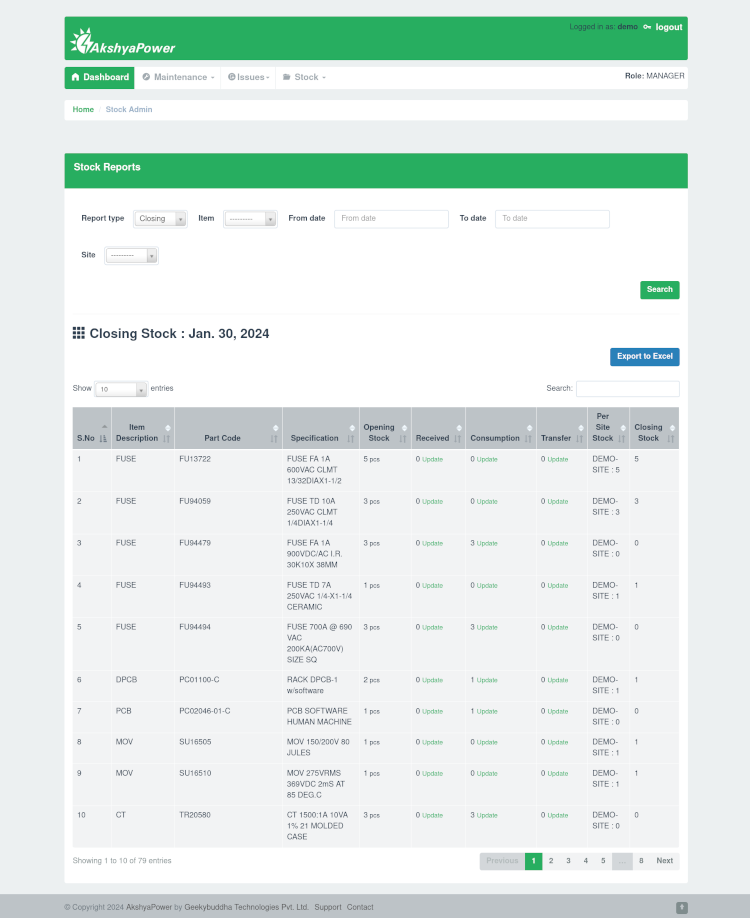 Logged in as: demo logout
AkshyaPower
Dashboard Maintenance Issues Stock Role: MANAGER
Home / Stock Admin
Stock Reports
Report type Closing Item --------- From date From date To date To date
Site ---------
Search
Closing Stock : Jan. 30, 2024
Export to Excel
Show 10 entries Search:
S.No Item Description Part Code Specification Opening Stock Received Consumption Transfer Per Site Stock Closing Stock
1 FUSE FU13722 FUSE FA 1A 5 pcs 0 Update 0 Update 0 Update DEMO- 5
600VAC CLMT SITE : 5
13/32DIAX1-1/2
2 FUSE FU94059 FUSE TD 10A 3 pcs 0 Update 0 Update 0 Update DEMO- 3
250VAC CLMT SITE : 3
1/4DIAX1-1/4
3 FUSE FU94479 FUSE FA 1A 3 pcs 0 Update 3 Update 0 Update DEMO- 0
900VDC/AC I.R. SITE : 0
30K10X 38MM
4 FUSE FU94493 FUSE TD 7A 1 pcs 0 Update 0 Update 0 Update DEMO- 1
250VAC 1/4-X1-1/4 SITE : 1
CERAMIC
5 FUSE FU94494 FUSE 700A @ 690 3 pcs 0 Update 3 Update 0 Update DEMO- 0
VAC SITE : 0
200KA(AC700V)
SIZE SQ
6 DPCB PC01100-C RACK DPCB-1 2 pcs 0 Update 1 Update 0 Update DEMO- 1
w/software SITE : 1
7 PCB PC02046-01-C PCB SOFTWARE 1 pcs 0 Update 1 Update 0 Update DEMO- 0
HUMAN MACHINE SITE : 0
8 MOV SU16505 MOV 150/200V 80 1 pcs 0 Update 0 Update 0 Update DEMO- 1
JULES SITE : 1
9 MOV SU16510 MOV 275VRMS 1 pcs 0 Update 0 Update 0 Update DEMO- 1
369VDC 2mS AT SITE : 1
85 DEG.C
10 CT TR20580 CT 1500:1A 10VA 3 pcs 0 Update 3 Update 0 Update DEMO- 0
1% 21 MOLDED SITE : 0
CASE
Showing 1 to 10 of 79 entries Previous 1 2 3 4 5 … 8 Next
© Copyright 2024 AkshyaPower by Geekybuddha Technologies Pvt. Ltd. Support Contact